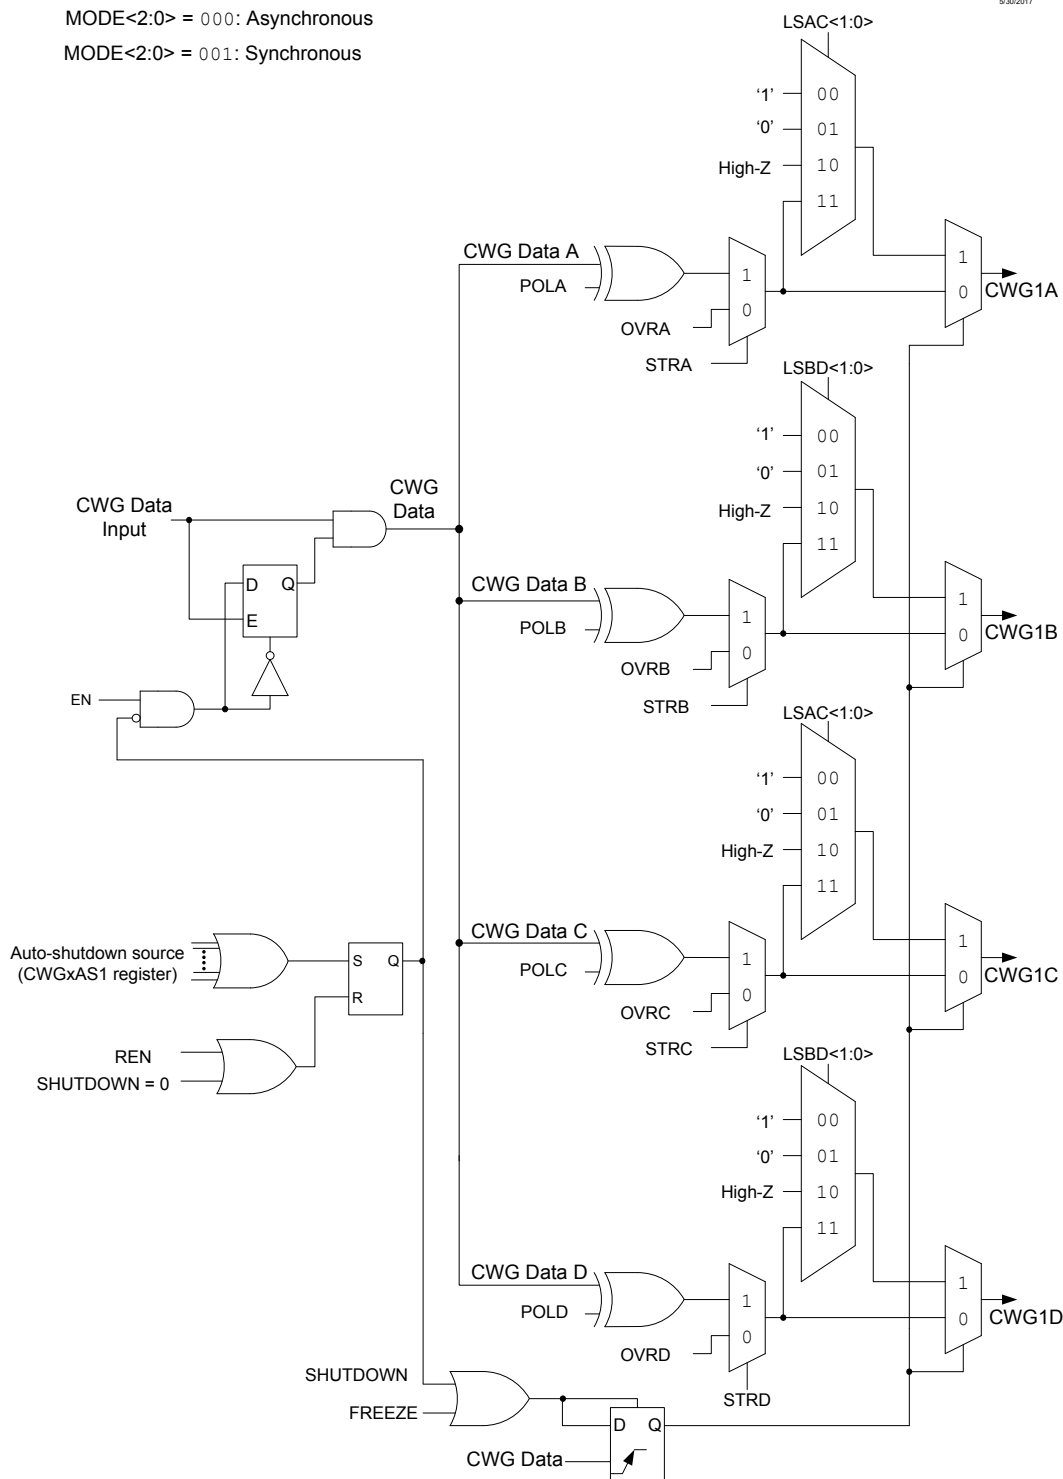 5/30/2017
MODE<2:0> = 000: Asynchronous
MODE<2:0> = 001: Synchronous
LSAC<1:0>
‘1’
00
‘0’
01
High-Z
10
11
CWG Data A
POLA
1
0
OVRA
STRA
1
0
CWG1A
LSBD<1:0>
‘1’
00
‘0’
01
High-Z
10
11
CWG Data
Input
CWG
Data
D
Q
E
EN
CWG Data B
POLB
1
0
OVRB
STRB
1
0
CWG1B
LSAC<1:0>
‘1’
00
‘0’
01
High-Z
10
11
CWG Data C
POLC
1
0
OVRC
STRC
1
0
CWG1C
Auto-shutdown source
(CWGxAS1 register)
S
Q
R
REN
SHUTDOWN = 0
LSBD<1:0>
‘1’
00
‘0’
01
High-Z
10
11
CWG Data D
POLD
1
0
OVRD
STRD
1
0
CWG1D
SHUTDOWN
FREEZE
D
Q
CWG Data